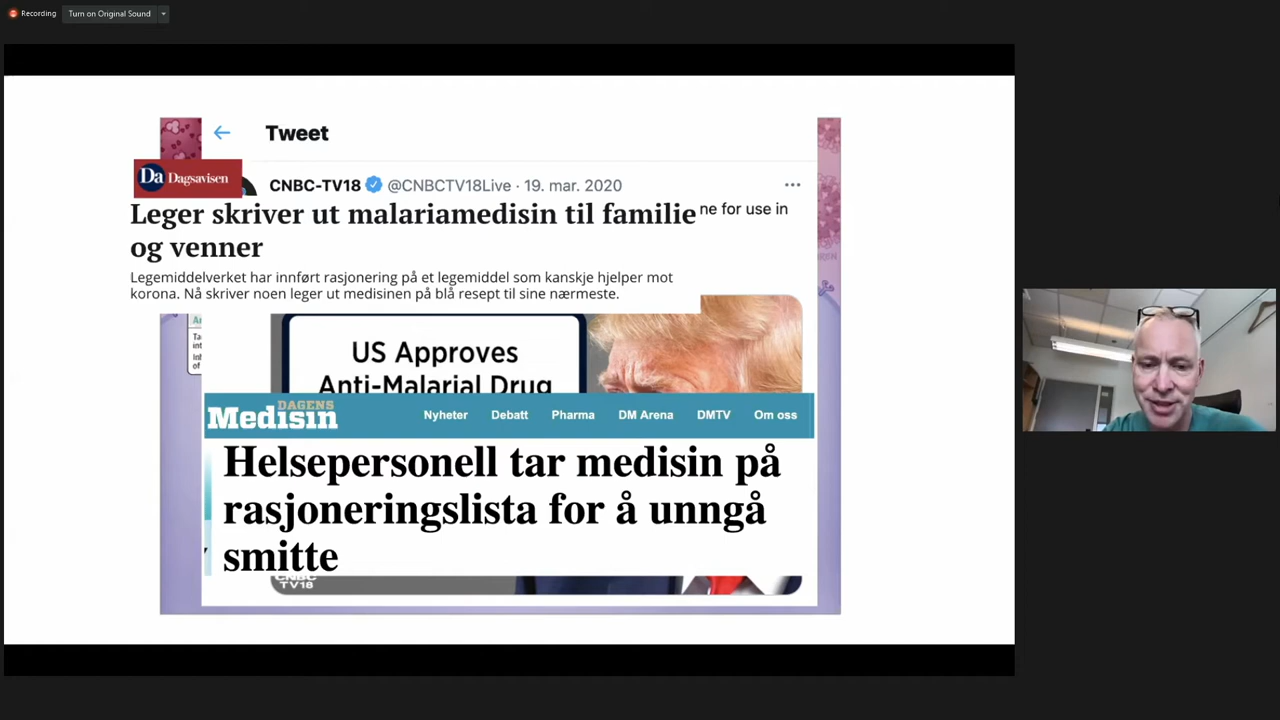 Recording
Turn on Original Sound
Tweet
Da Dagsavisen
CNBC-TV18 @CNBCTV18Live · 19. mar. 2020
ne for use in
Leger skriver ut malariamedisin til familie
og venner
Legemiddelverket har innført rasjonering på et legemiddel som kanskje hjelper mot
korona. Nå skriver noen leger ut medisinen på blå resept til sine nærmeste.
US Approves
Anti-Malarial Drug
DAGENS
Medisin
Nyheter Debatt Pharma DM Arena DMTV Om oss
Helsepersonell tar medisin på
rasjoneringslista for å unngå
smitte
CNBC
TV18